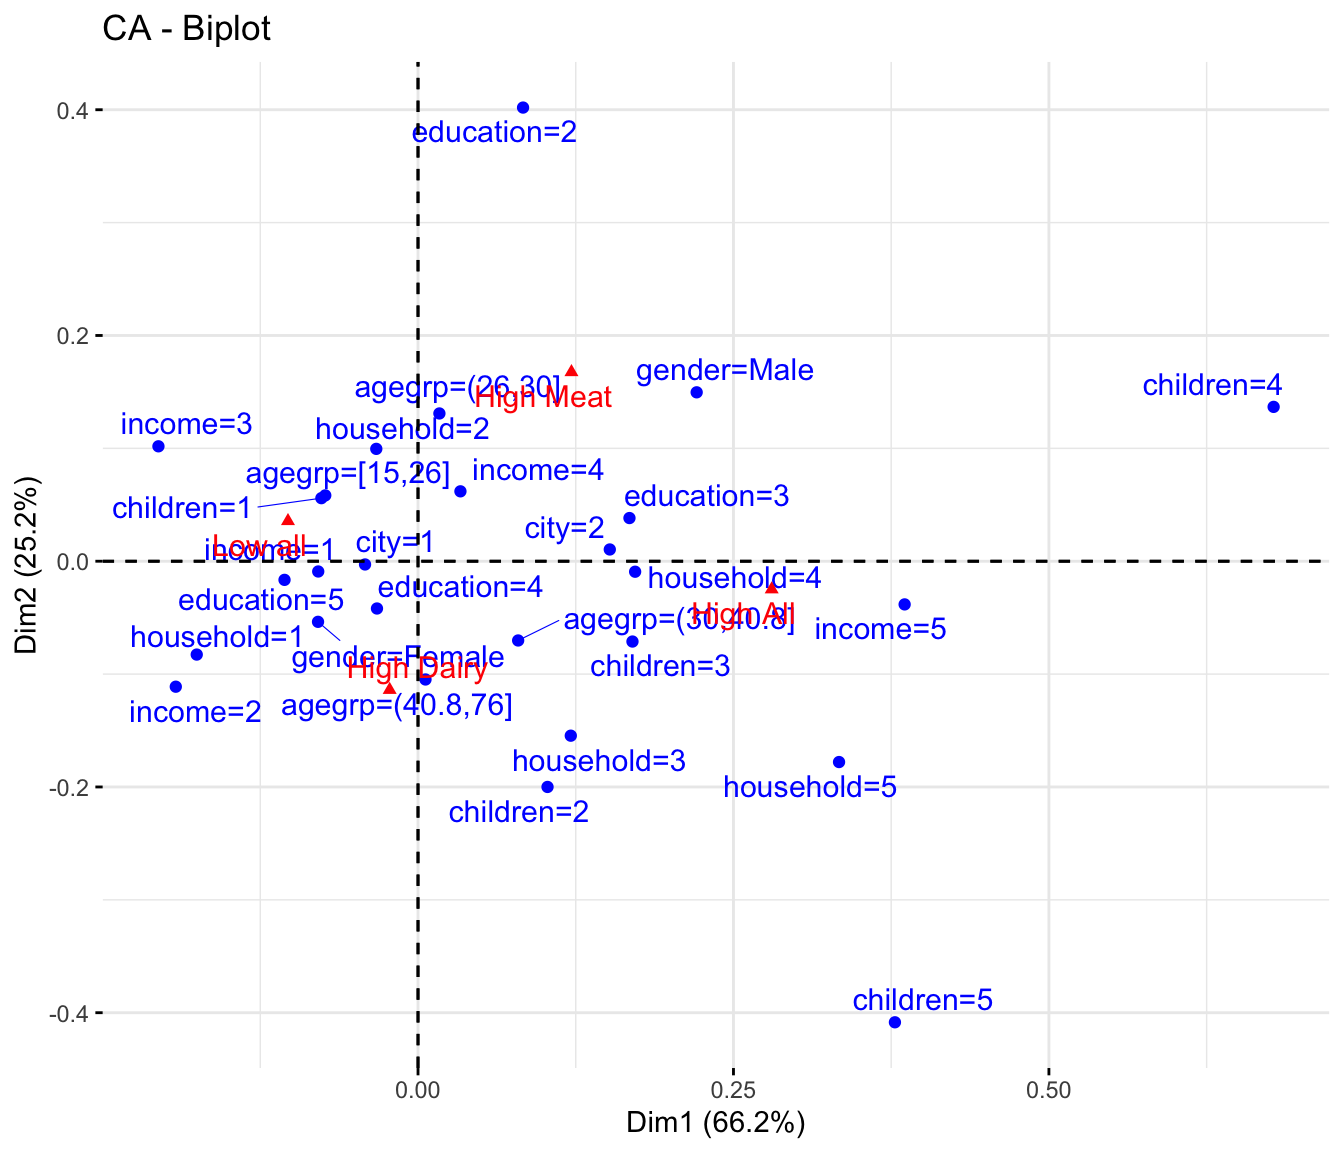 CA - Biplot
0.4
education=2
0.2
gender=Male
agegrp=(26,30]
High Meat
children=4
income=3
household=2
agegrp=[15,26]
income=4
children=1
education=3
city=2
Low all
income=1
city=1
0.0
household=4
education=4
education=5
High All
agegrp=(30,40.8]
income=5
household=1
gender=Female
High Dairy
children=3
income=2
agegrp=(40.8,76]
household=3
-0.2
household=5
children=2
children=5
-0.4
0.00
0.25
0.50
Dim1 (66.2%)
Dim2 (25.2%)